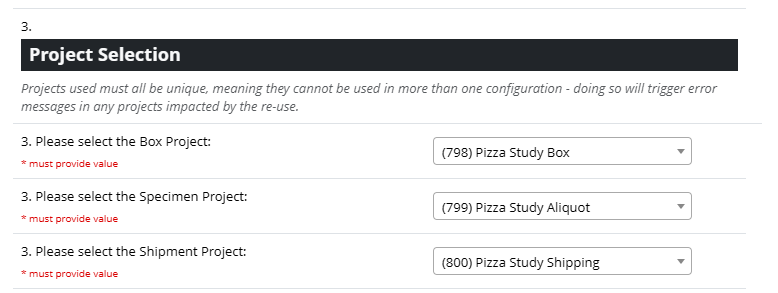 3.
Project Selection
Projects used must all be unique, meaning they cannot be used in more than one configuration - doing so will trigger error
messages in any projects impacted by the re-use.
3. Please select the Box Project:
* must provide value
(798) Pizza Study Box
3. Please select the Specimen Project:
* must provide value
(799) Pizza Study Aliquot
3. Please select the Shipment Project:
* must provide value
(800) Pizza Study Shipping